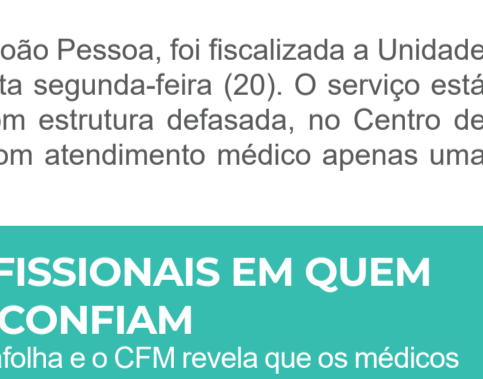 oão Pessoa, foi fiscalizada a Unidade
ta segunda-feira (20). O serviço está
om estrutura defasada, no Centro de
om atendimento médico apenas uma
FISSIONAIS EM QUEM
CONFIAM
afolha e o CFM revela que os médicos